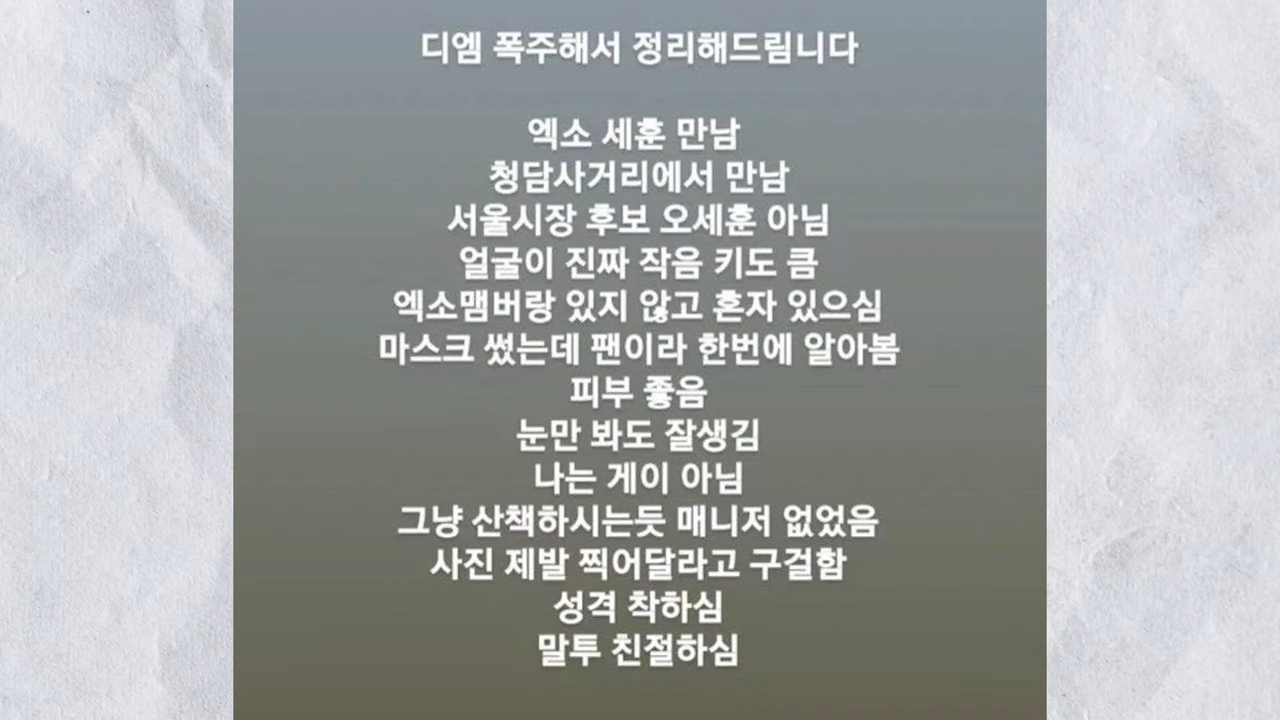 디엠 폭주해서 정리해드림니다
엑소 세훈 만남
청담사거리에서 만남
서울시장 후보 오세훈 아님
얼굴이 진짜 작음 키도 큼
엑소맴버랑 있지 않고 혼자 있으심
마스크 썼는데 팬이라 한번에 알아봄
피부 좋음
눈만 봐도 잘생김
나는 게이 아님
그냥 산책하시는듯 매니저 없었음
사진 제발 찍어달라고 구걸함
성격 착하심
말투 친절하심